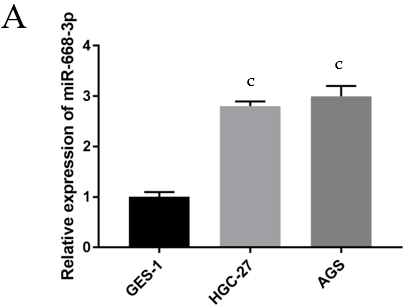 A
Relative expression of miR-668-3p
4
3
2
1
0
c
c
GES-1
HGC-27
AGS